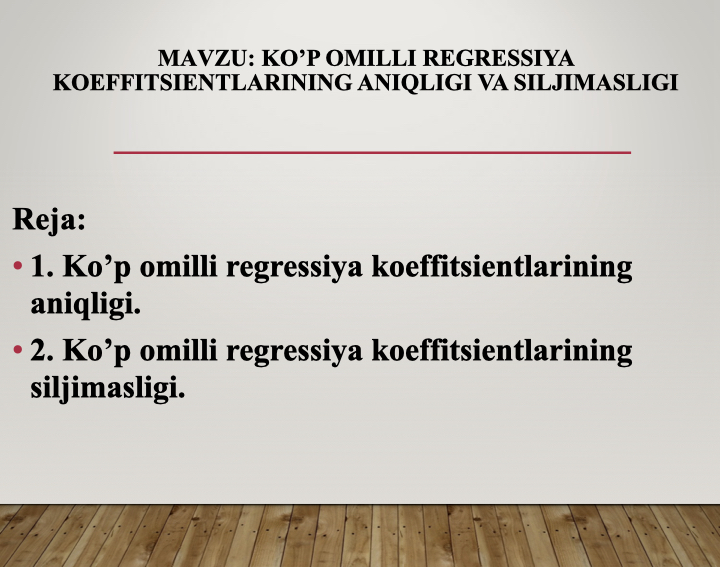 MAVZU: KO’P OMILLI REGRESSIYA
KOEFFITSIENTLARINING ANIQLIGI VA SILJIMASLIGI
Reja:
• 1. Ko’p omilli regressiya koeffitsientlarining
aniqligi.
• 2. Ko’p omilli regressiya koeffitsientlarining
siljimasligi.